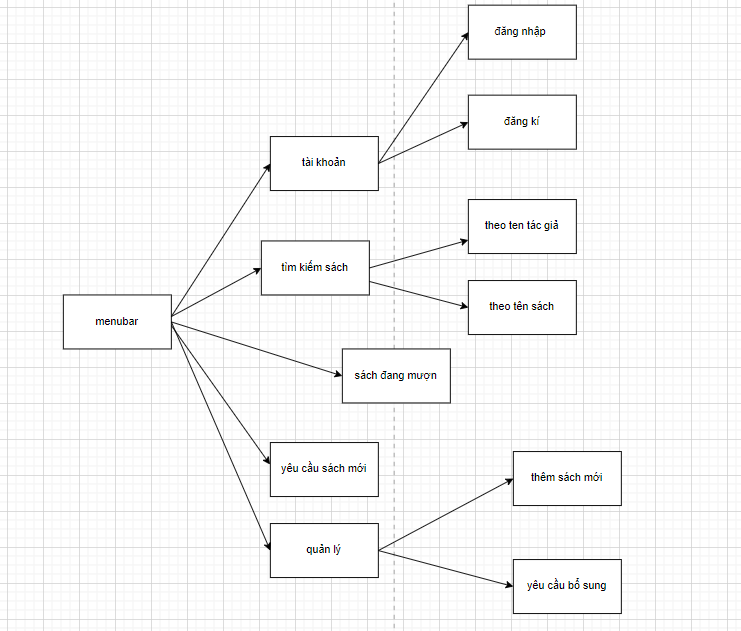 đăng nhập
đăng kí
tài khoản
theo ten tác giả
tìm kiếm sách
theo tên sách
menubar
sách đang mượn
yêu cầu sách mới
thêm sách mới
quản lý
yêu cầu bổ sung